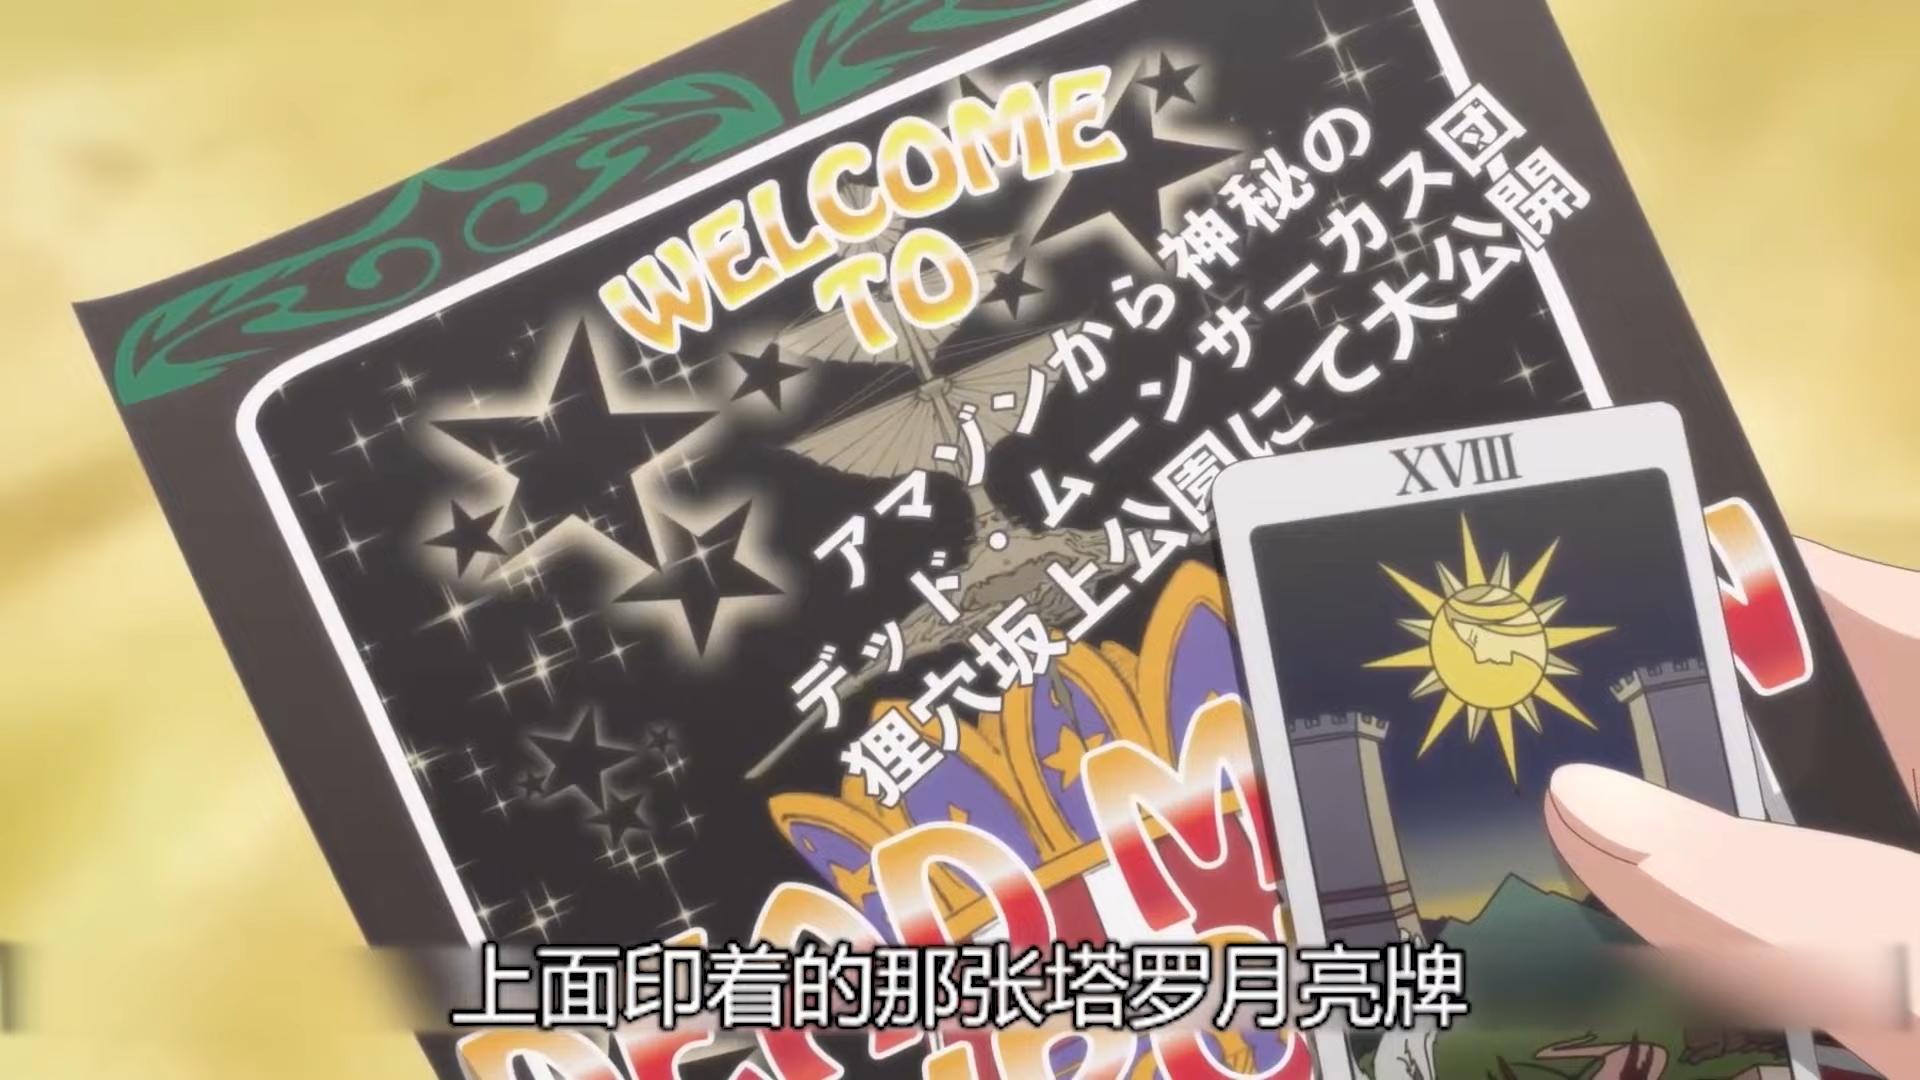 WELCOME
TO
アマゾンから神秘の
デッド・ムーンサーカス団
狸穴坂上公園にて大公開
XVIII
DEAD M
上面印着的那张塔罗月亮牌